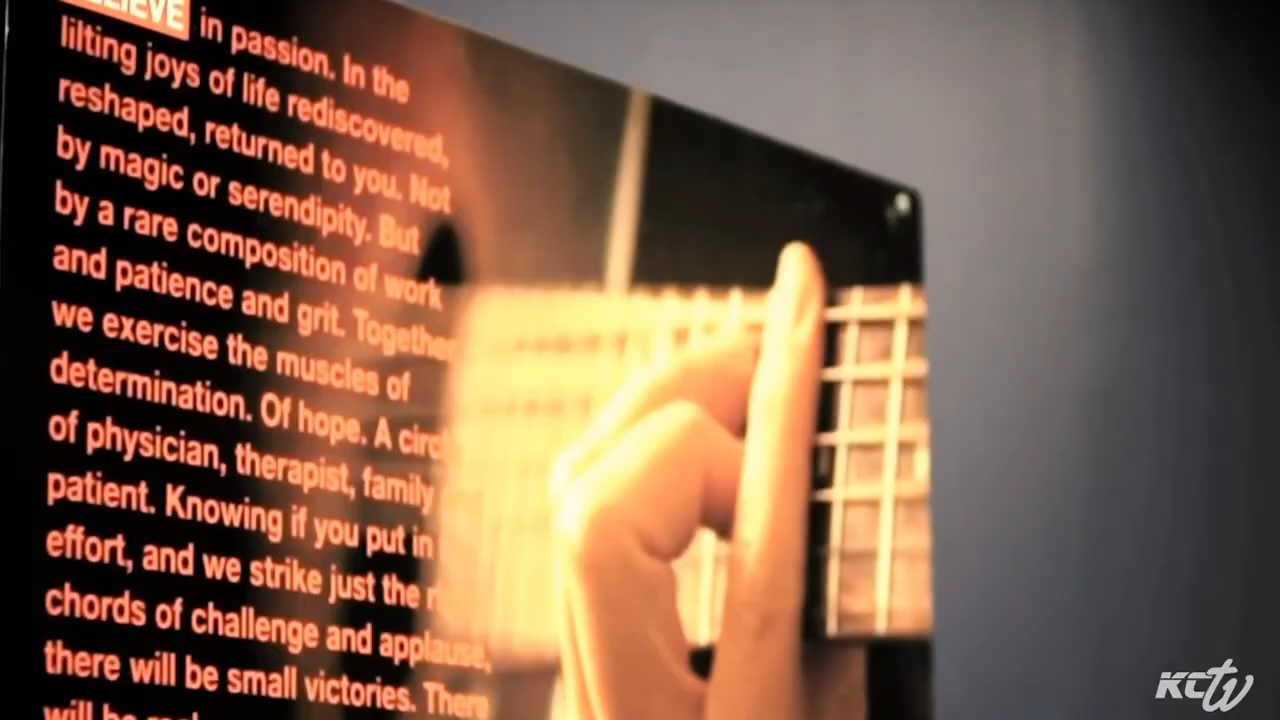 in passion. In the
lilting joys of life rediscovered,
reshaped, returned to you. Not
by magic or serendipity. But
by a rare composition of work
and patience and grit. Together
we exercise the muscles of
determination. Of hope. A
of physician, therapist, family
patient. Knowing if you put in
effort, and we strike just the
chords of challenge and applause,
there will be small victories. There
will be
KCTV